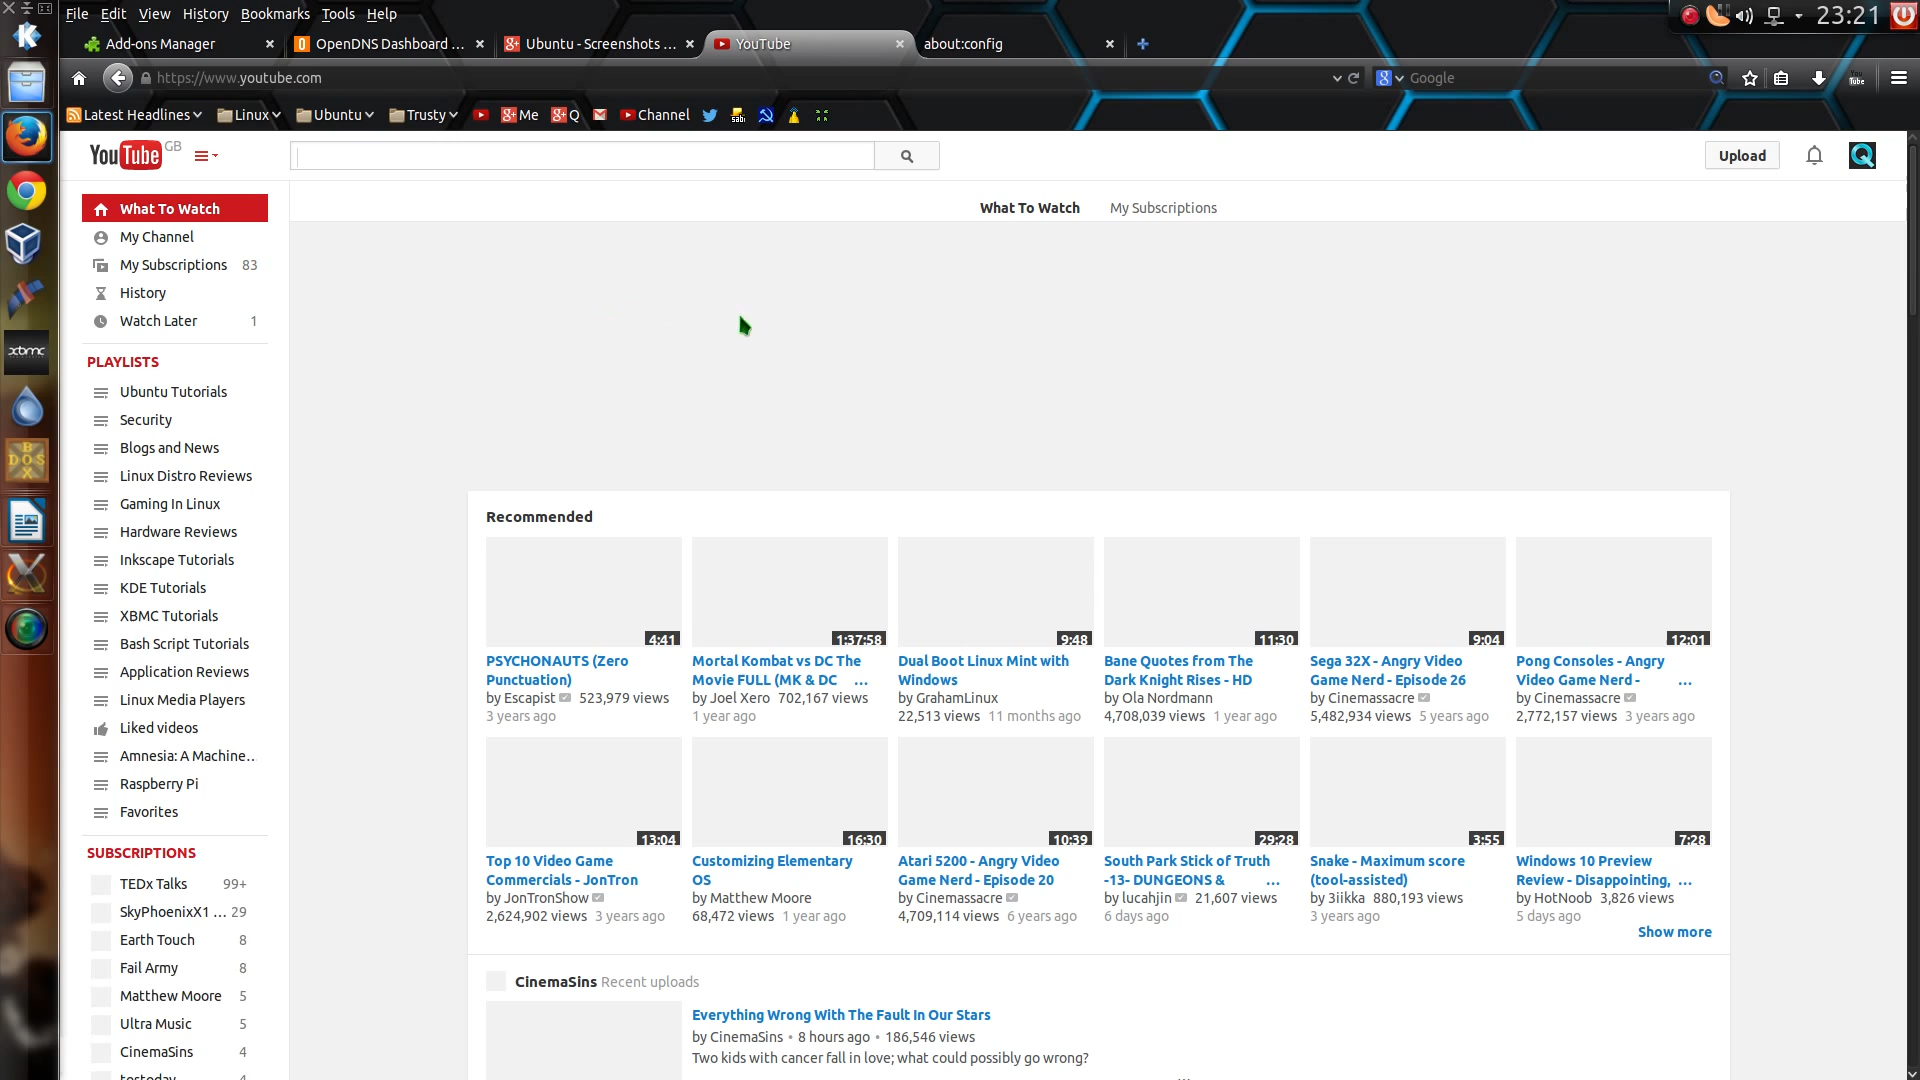 File Edit View History Bookmarks Tools Help
23:21
Add-ons Manager
OpenDNS Dashboard ...
Ubuntu - Screenshots ...
YouTube
about:config
https://www.youtube.com
Google
Latest Headlines Linux Ubuntu Trusty Me Q Channel
YouTube GB
Upload
What To Watch My Subscriptions
What To Watch
My Channel
My Subscriptions 83
History
Watch Later 1
PLAYLISTS
Ubuntu Tutorials
Security
Blogs and News
Linux Distro Reviews
Gaming In Linux
Hardware Reviews
Inkscape Tutorials
KDE Tutorials
XBMC Tutorials
Bash Script Tutorials
Application Reviews
Linux Media Players
Liked videos
Amnesia: A Machine...
Raspberry Pi
Favorites
SUBSCRIPTIONS
TEDx Talks 99+
SkyPhoenixX1 ... 29
Earth Touch 8
Fail Army 8
Matthew Moore 5
Ultra Music 5
CinemaSins 4
xbmc
DOS
BOX
Recommended
4:41
PSYCHONAUTS (Zero
Punctuation)
by Escapist 523,979 views
3 years ago
1:37:58
Mortal Kombat vs DC The
Movie FULL (MK & DC ...
by Joel Xero 702,167 views
1 year ago
9:48
Dual Boot Linux Mint with
Windows
by GrahamLinux
22,513 views 11 months ago
11:30
Bane Quotes from The
Dark Knight Rises - HD
by Ola Nordmann
4,708,039 views 1 year ago
9:04
Sega 32X - Angry Video
Game Nerd - Episode 26
by Cinemassacre
5,482,934 views 5 years ago
12:01
Pong Consoles - Angry
Video Game Nerd - ...
by Cinemassacre
2,772,157 views 3 years ago
13:04
Top 10 Video Game
Commercials - JonTron
by JonTronShow
2,624,902 views 3 years ago
16:30
Customizing Elementary
OS
by Matthew Moore
68,472 views 1 year ago
10:39
Atari 5200 - Angry Video
Game Nerd - Episode 20
by Cinemassacre
4,709,114 views 6 years ago
29:28
South Park Stick of Truth
-13- DUNGEONS & ...
by lucahjin 21,607 views
6 days ago
3:55
Snake - Maximum score
(tool-assisted)
by 3iikka 880,193 views
3 years ago
7:28
Windows 10 Preview
Review - Disappointing, ...
by HotNoob 3,826 views
5 days ago
Show more
CinemaSins Recent uploads
Everything Wrong With The Fault In Our Stars
by CinemaSins • 8 hours ago • 186,546 views
Two kids with cancer fall in love; what could possibly go wrong?